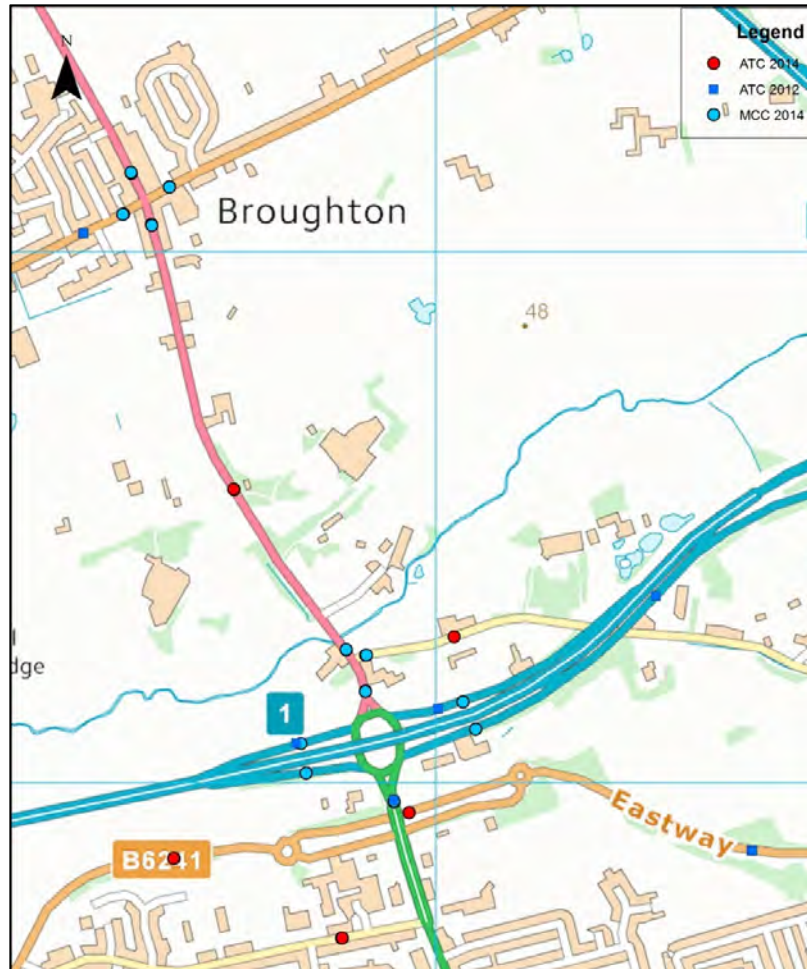 N
Legend
ATC 2014
ATC 2012
MCC 2014
Broughton
48
dge
1
Eastway
B6241